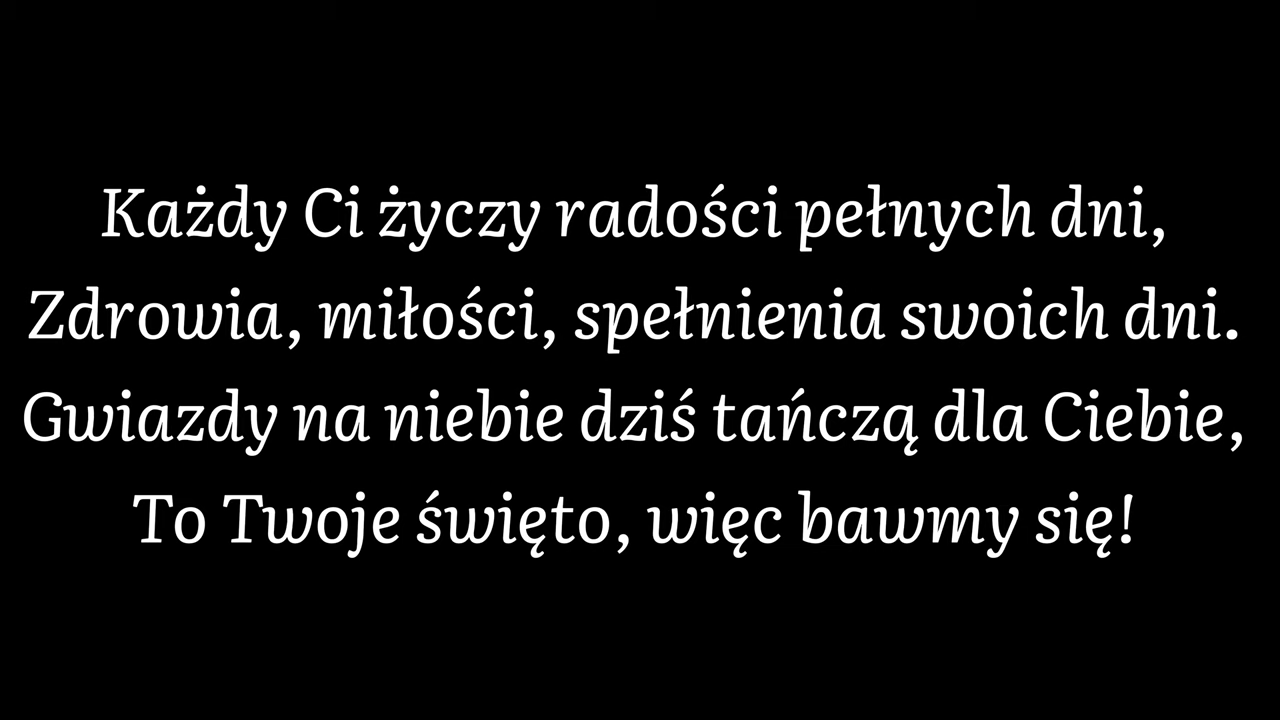 Każdy Ci życzy radości pełnych dni,
Zdrowia, miłości, spełnienia swoich dni.
Gwiazdy na niebie dziś tańczą dla Ciebie,
To Twoje święto, więc bawmy się!